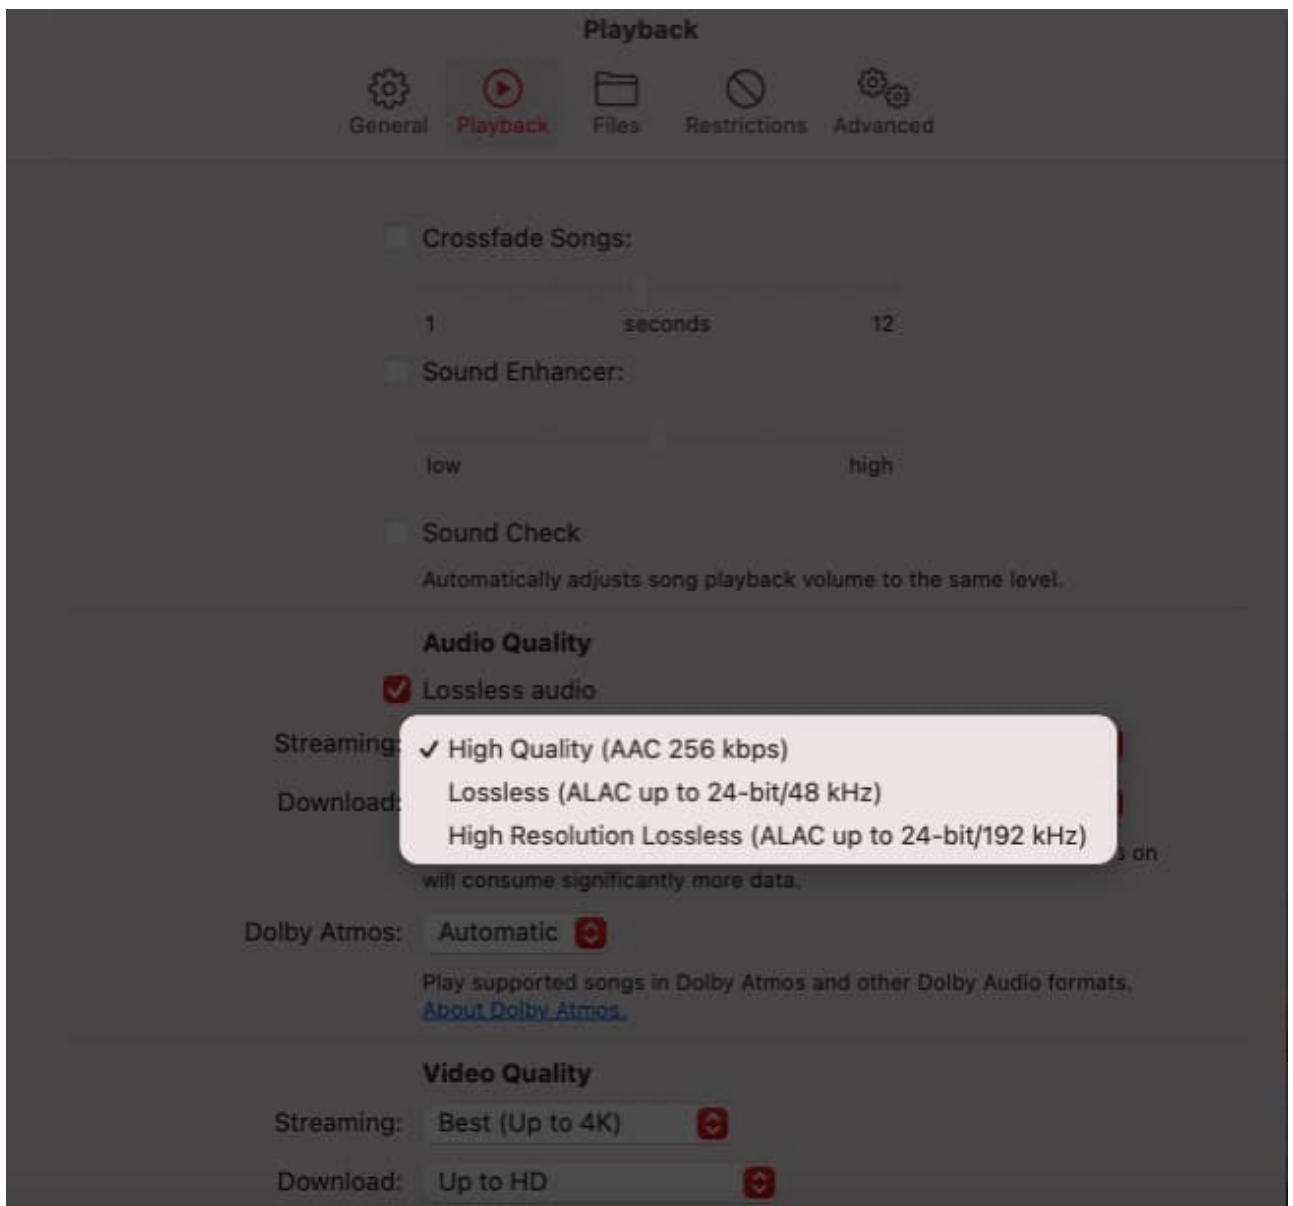 Playback
General Playback Files Restrictions Advanced
Crossfade Songs:
1 seconds 12
Sound Enhancer:
low high
Sound Check
Automatically adjusts song playback volume to the same level.
Audio Quality
Lossless audio
Streaming: ✓ High Quality (AAC 256 kbps)
Lossless (ALAC up to 24-bit/48 kHz)
Download:
High Resolution Lossless (ALAC up to 24-bit/192 kHz)
on
will consume significantly more data.
Dolby Atmos: Automatic
Play supported songs in Dolby Atmos and other Dolby Audio formats.
About Dolby Atmos.
Video Quality
Streaming: Best (Up to 4K)
Download: Up to HD